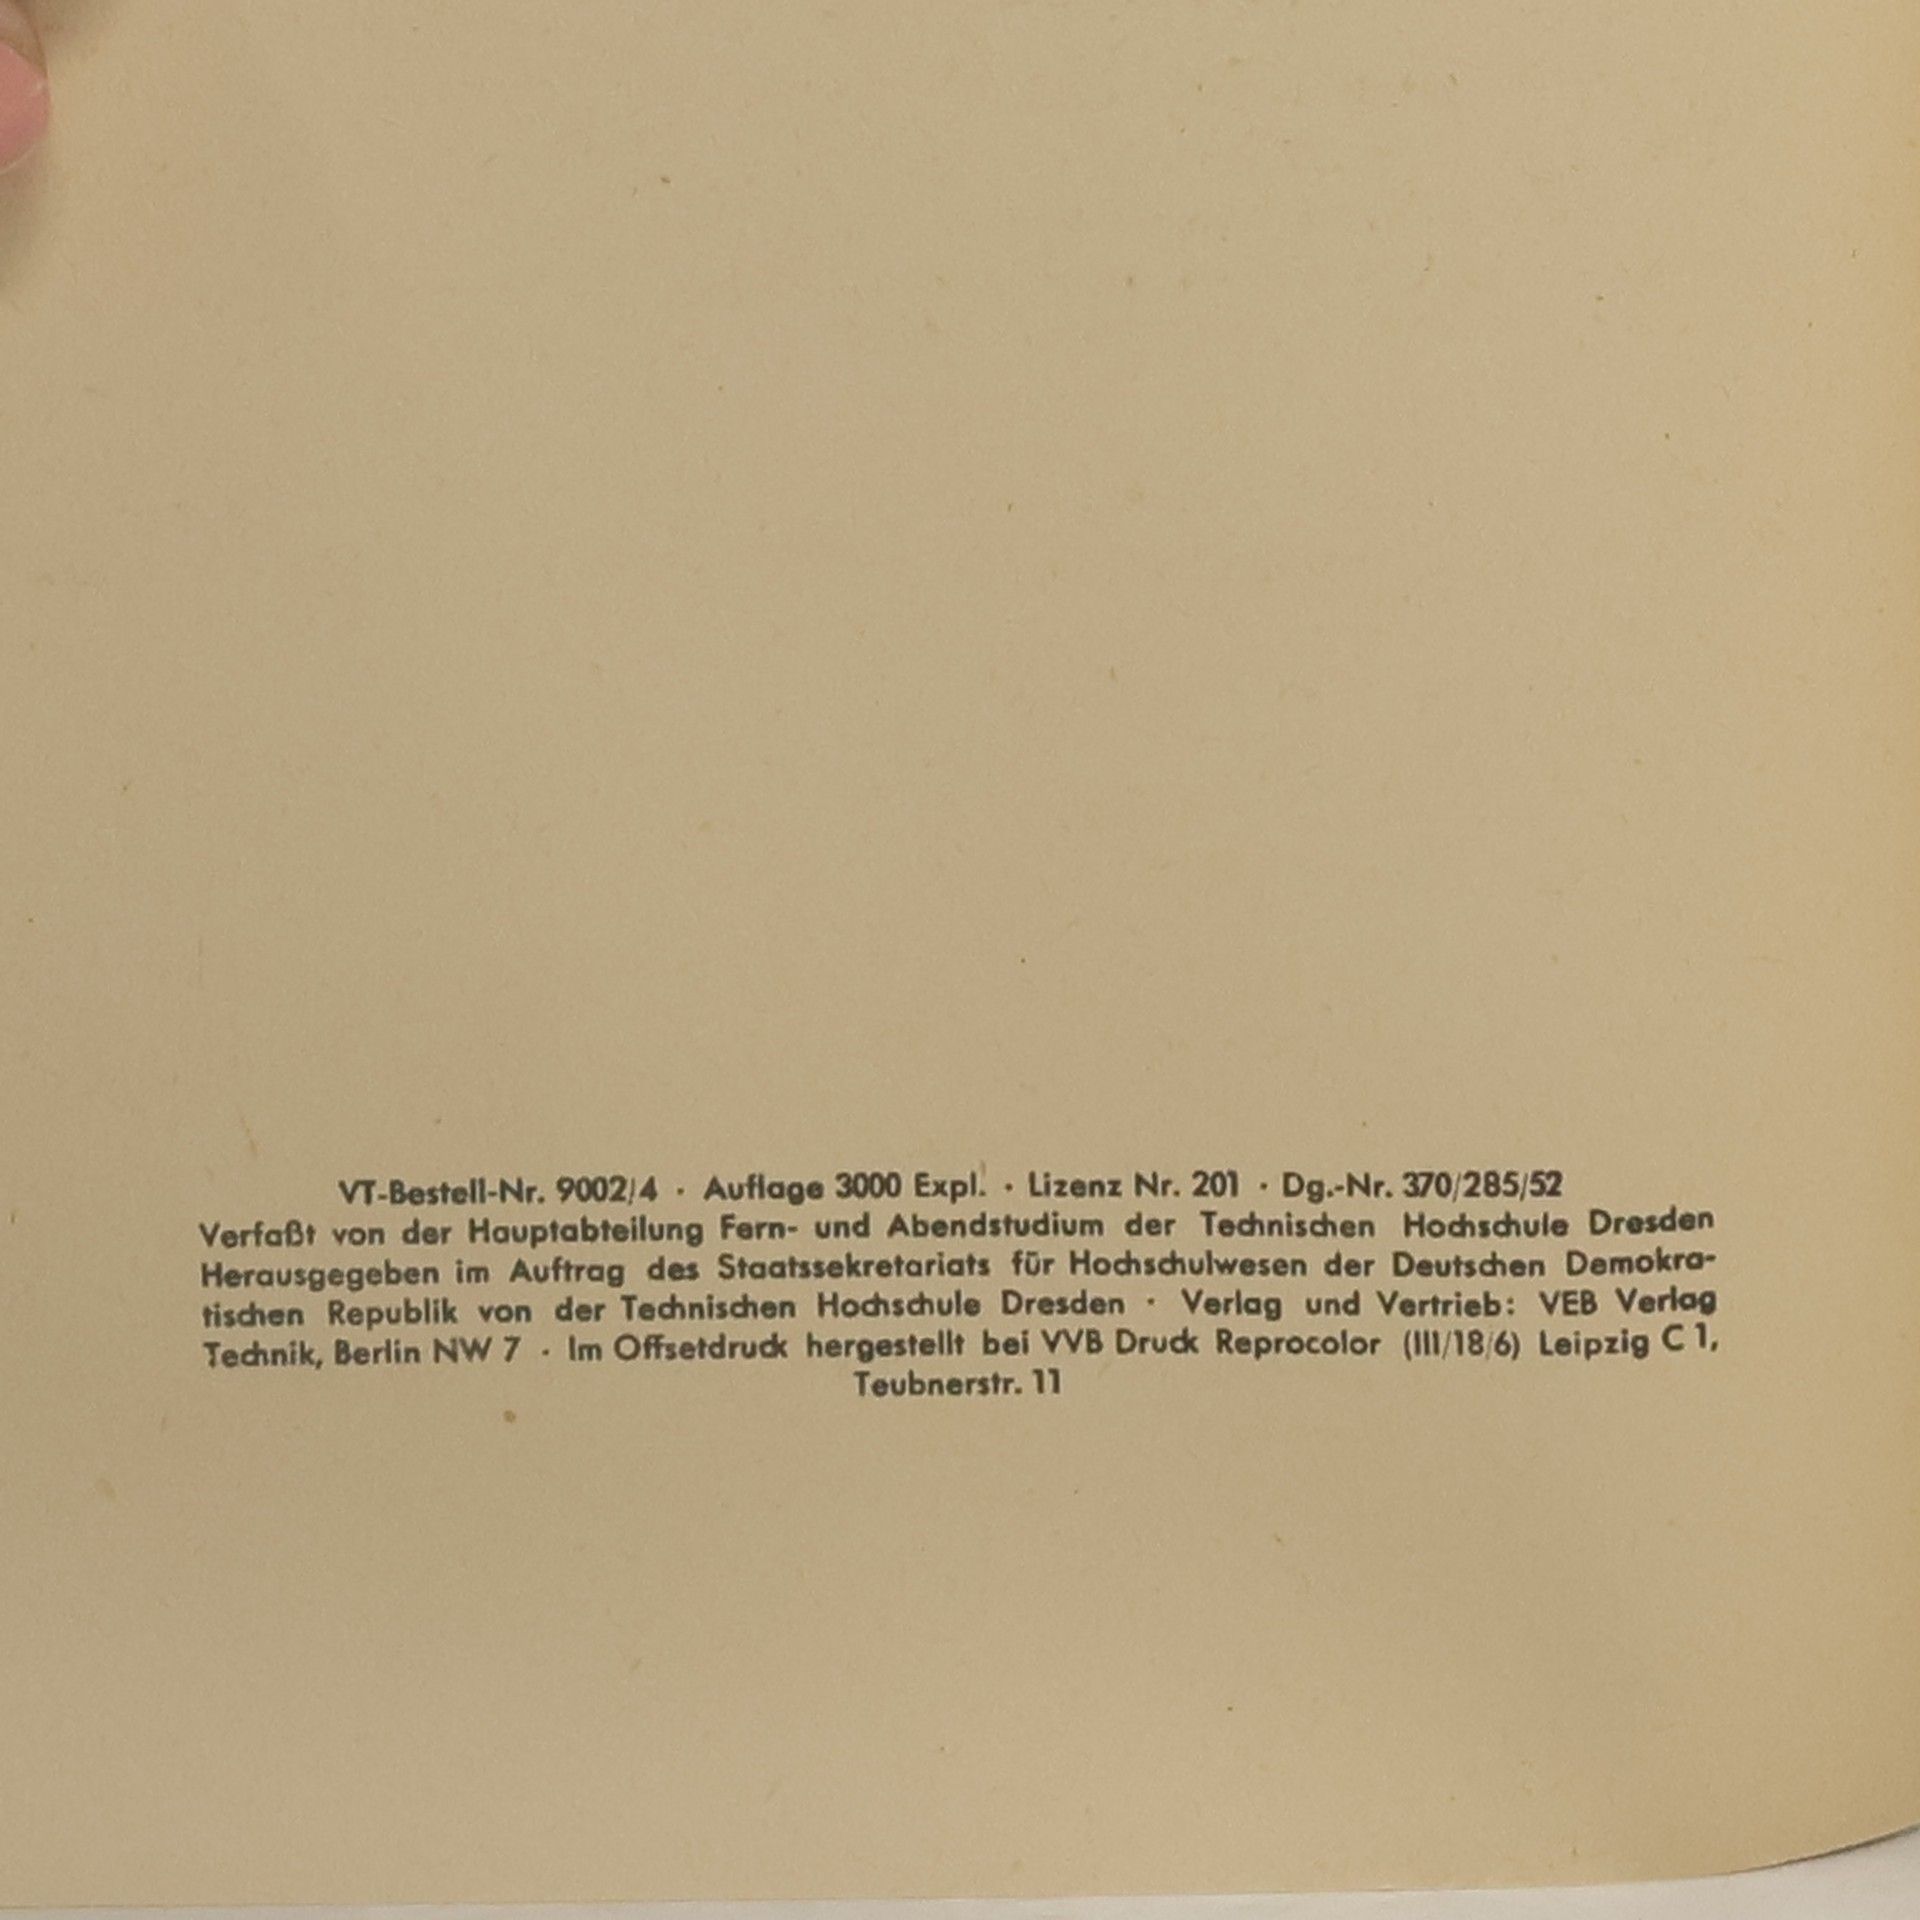 VT-Bestell-Nr. 9002/4 · Auflage 3000 Expl. · Lizenz Nr. 201 · Dg.-Nr. 370/285/52
Verfaßt von der Hauptabteilung Fern- und Abendstudium der Technischen Hochschule Dresden
Herausgegeben im Auftrag des Staatssekretariats für Hochschulwesen der Deutschen Demokra-
tischen Republik von der Technischen Hochschule Dresden · Verlag und Vertrieb: VEB Verlag
Technik, Berlin NW 7 · Im Offsetdruck hergestellt bei VVB Druck Reprocolor (III/18/6) Leipzig C 1,
Teubnerstr. 11